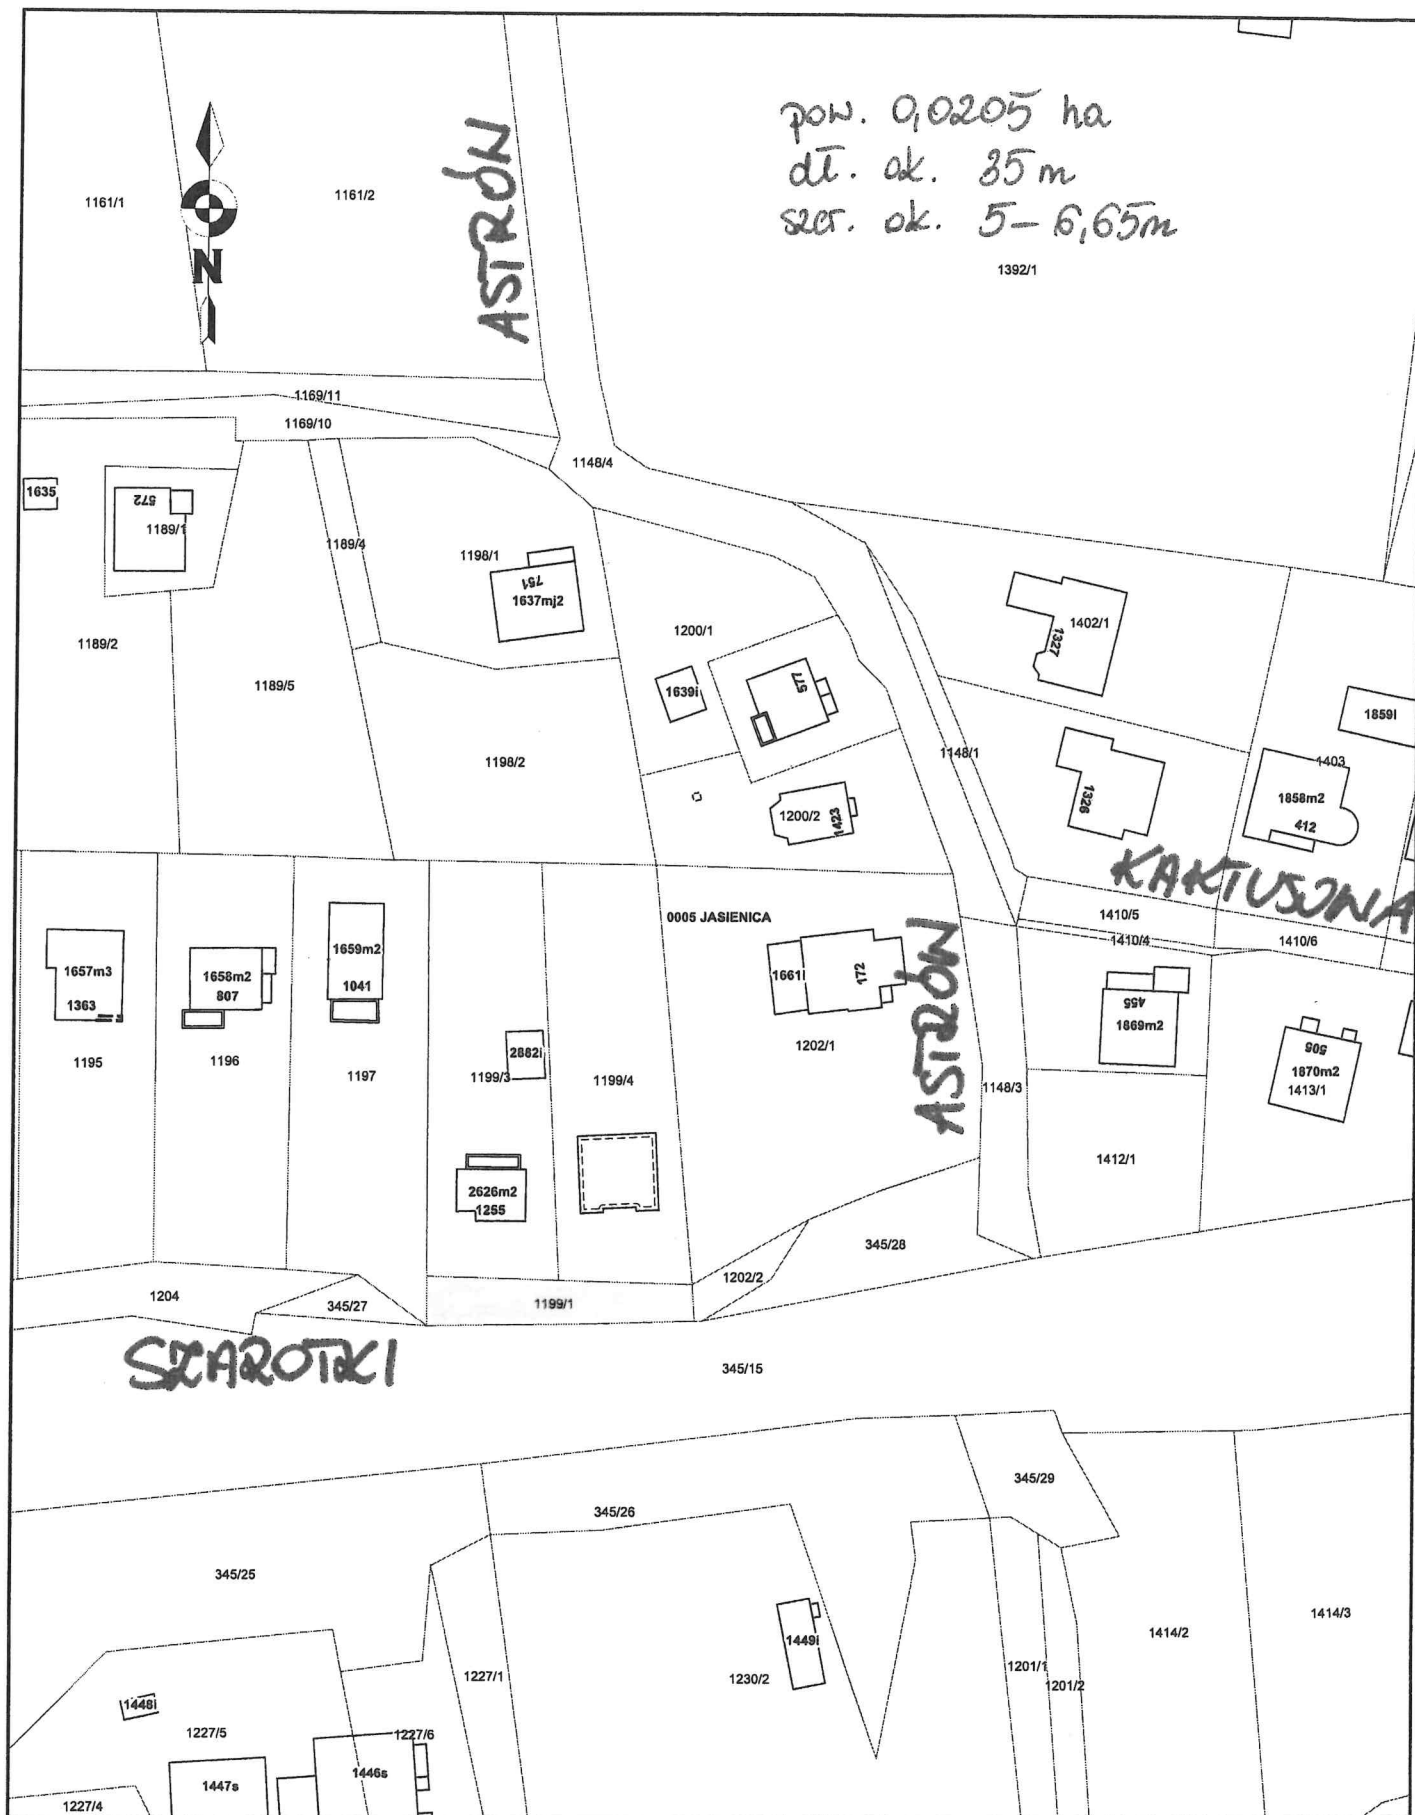 pow. 0,0205 ha
dł. ok. 35 m
szer. ok. 5 – 6,65m
1392/1
1161/1
1161/2
ASTRÓW
N
1169/11
1169/10
1148/4
1635
572
1189/1
1189/4
1198/1
751
1637mj2
1189/2
1189/5
1200/1
1639i
577
1402/1
1327
1859i
1198/2
1148/1
1403
1326
1858m2
412
1200/2
1423
KAKTUSOWA
0005 JASIENICA
1410/5
1410/4
1410/6
ASTRÓW
1657m3
1363
1658m2
807
1659m2
1041
1661i
172
455
1869m2
1195
1196
1197
1199/3
2882i
1199/4
1202/1
1148/3
505
1870m2
1413/1
1412/1
2626m2
1255
345/28
1202/2
1204
345/27
1199/1
SZAROTKI
345/15
345/29
345/26
345/25
1414/3
1414/2
1449i
1227/1
1230/2
1201/1
1201/2
1448i
1227/5
1227/6
1447s
1446s
1227/4